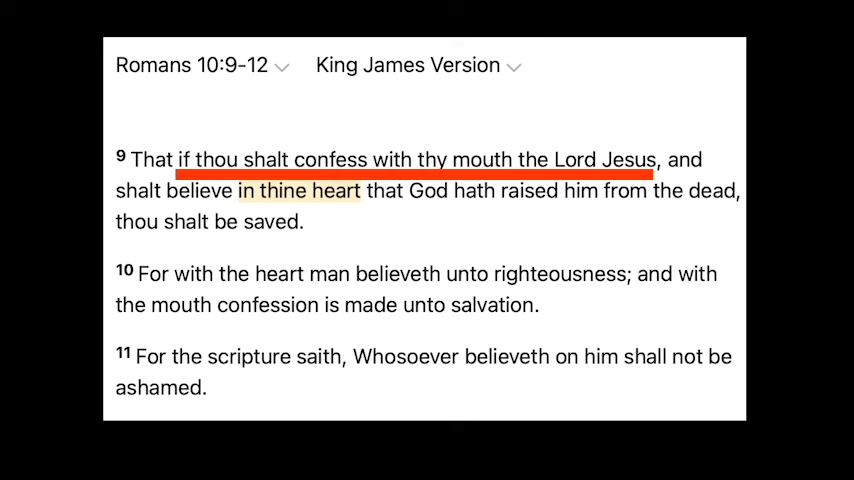 Romans 10:9-12 King James Version
9 That if thou shalt confess with thy mouth the Lord Jesus, and
shalt believe in thine heart that God hath raised him from the dead,
thou shalt be saved.
10 For with the heart man believeth unto righteousness; and with
the mouth confession is made unto salvation.
11 For the scripture saith, Whosoever believeth on him shall not be
ashamed.